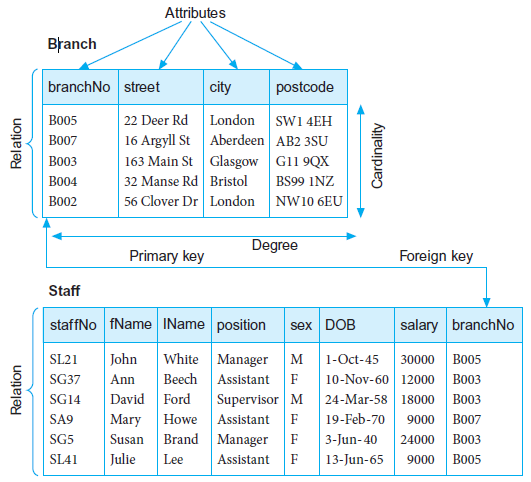 Attributes
Branch
branchNo street city postcode
B005 22 Deer Rd London SW1 4EH
B007 16 Argyll St Aberdeen AB2 3SU
B003 163 Main St Glasgow G11 9QX
B004 32 Manse Rd Bristol BS99 1NZ
B002 56 Clover Dr London NW10 6EU
Relation
Cardinality
Degree
Primary key
Foreign key
Staff
staffNo fName lName position sex DOB salary branchNo
SL21 John White Manager M 1-Oct-45 30000 B005
SG37 Ann Beech Assistant F 10-Nov-60 12000 B003
SG14 David Ford Supervisor M 24-Mar-58 18000 B003
SA9 Mary Howe Assistant F 19-Feb-70 9000 B007
SG5 Susan Brand Manager F 3-Jun-40 24000 B003
SL41 Julie Lee Assistant F 13-Jun-65 9000 B005
Relation